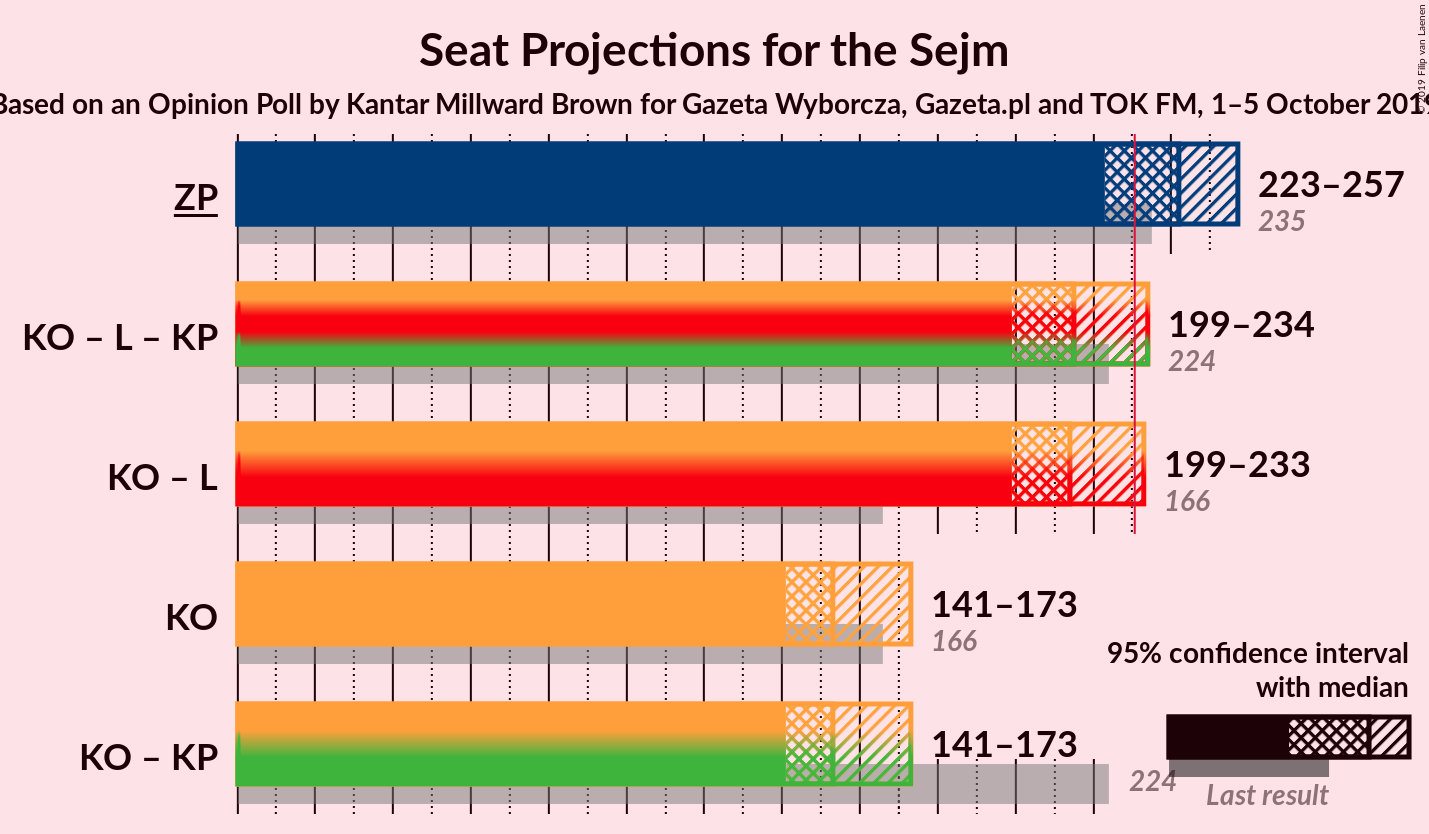 Seat Projections for the Sejm
Based on an Opinion Poll by Kantar Millward Brown for Gazeta Wyborcza, Gazeta.pl and TOK FM, 1–5 October 2019
© 2019 Filip van Laenen
ZP
223–257
235
KO – L – KP
199–234
224
KO – L
199–233
166
KO
141–173
166
KO – KP
141–173
224
95% confidence interval
with median
Last result